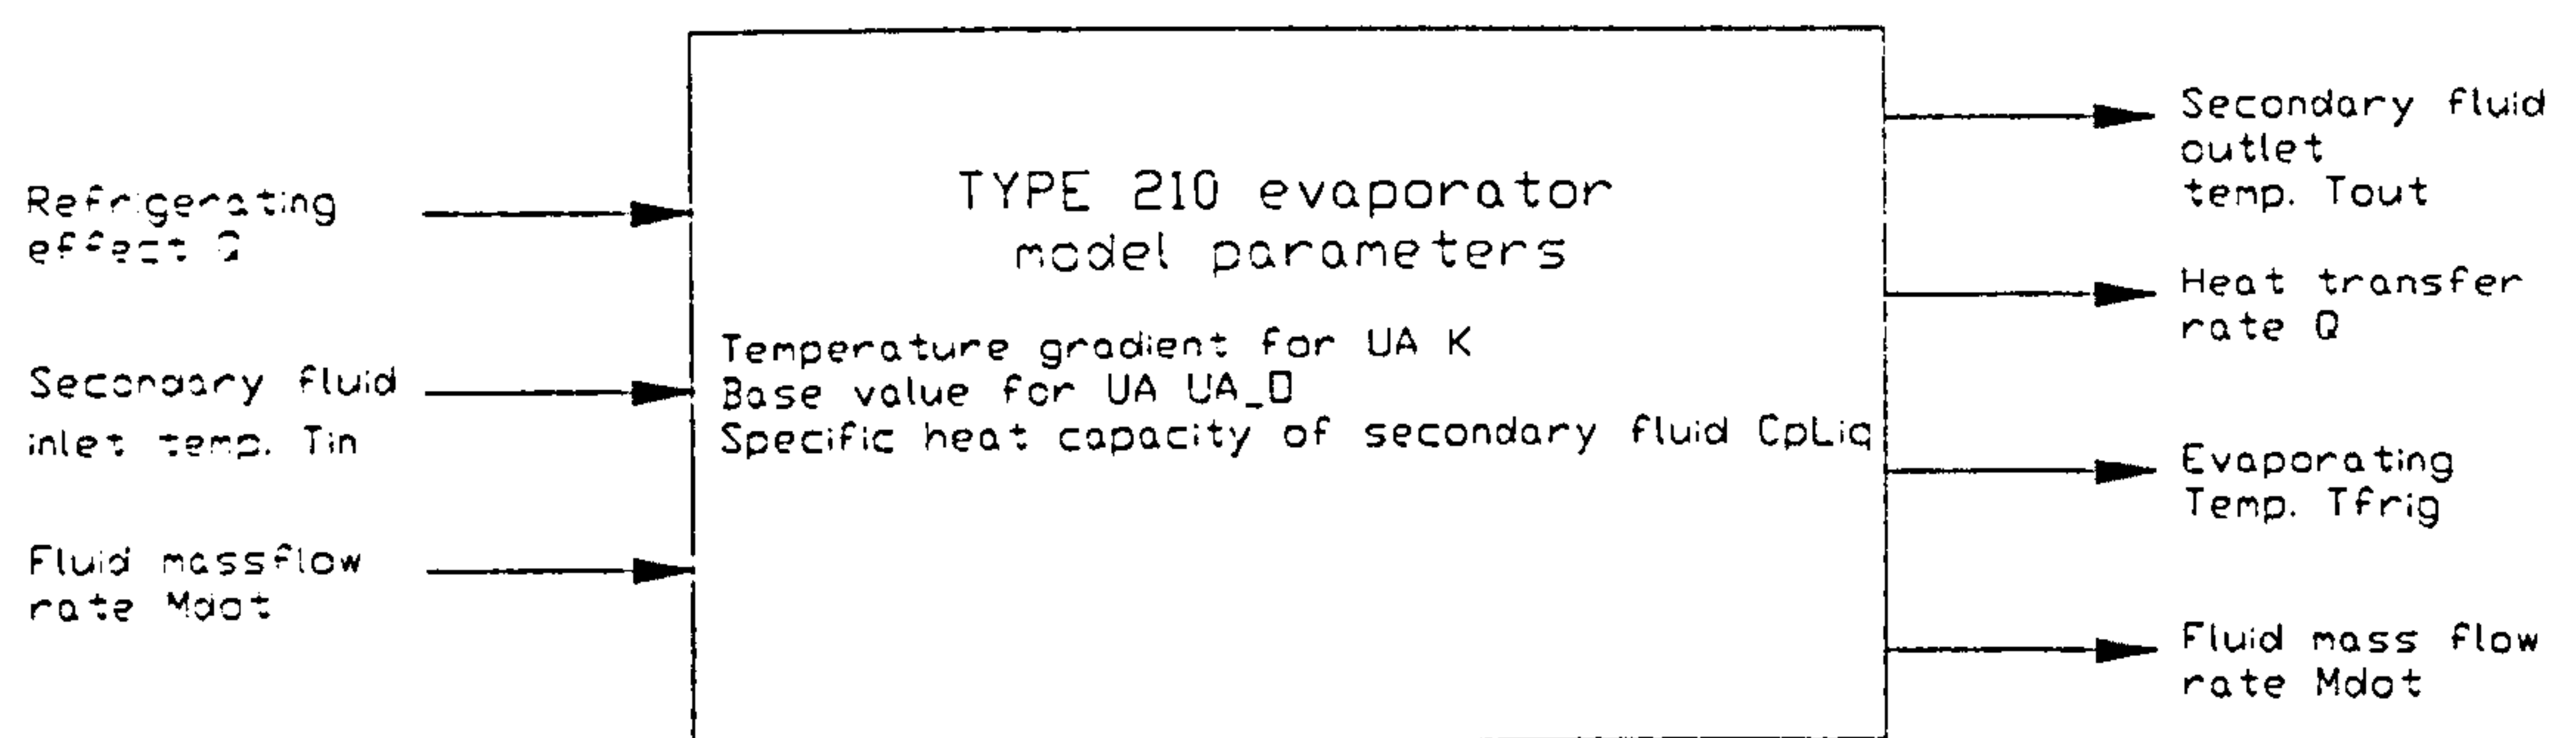 Refrigerating
effect Q
Secondary fluid
inlet temp. Tin
Fluid massflow
rate Mdot
TYPE 210 evaporator
model parameters
Temperature gradient for UA K
Base value for UA UA_0
Specific heat capacity of secondary fluid CpLiq
Secondary fluid
outlet
temp. Tout
Heat transfer
rate Q
Evaporating
Temp. Tfrig
Fluid mass flow
rate Mdot